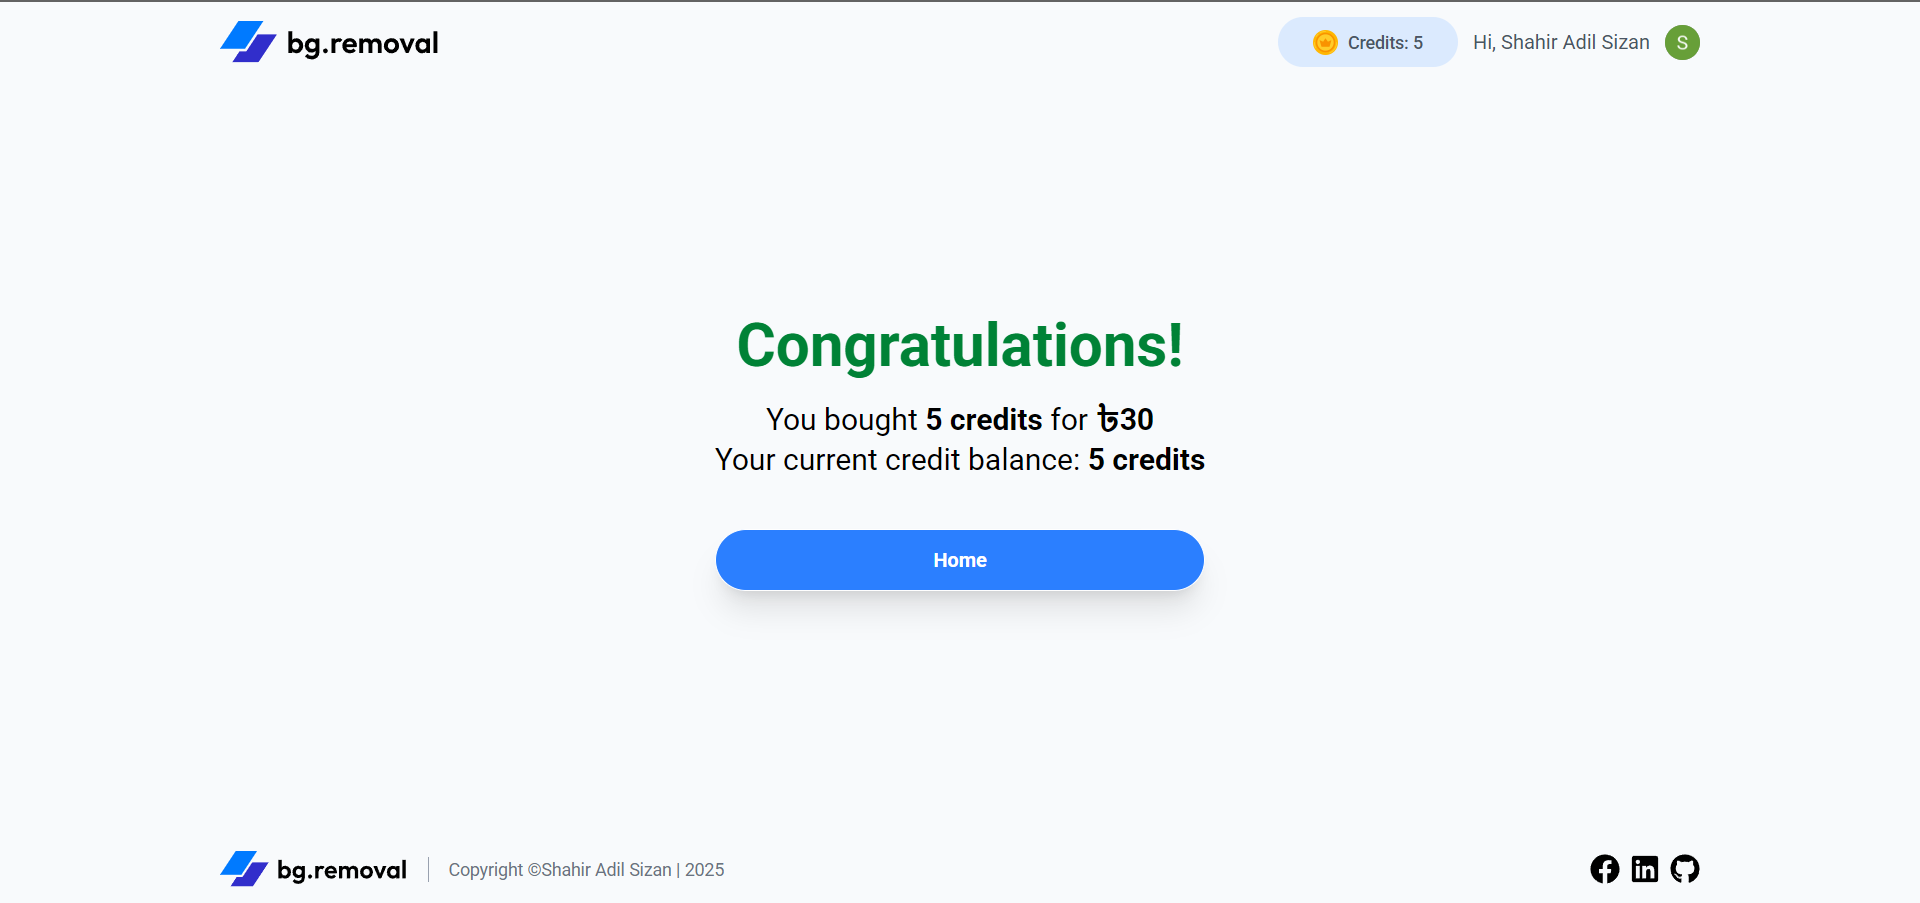 bg.removal
Credits: 5
Hi, Shahir Adil Sizan
S
Congratulations!
You bought 5 credits for ৳30
Your current credit balance: 5 credits
Home
bg.removal
Copyright ©Shahir Adil Sizan | 2025